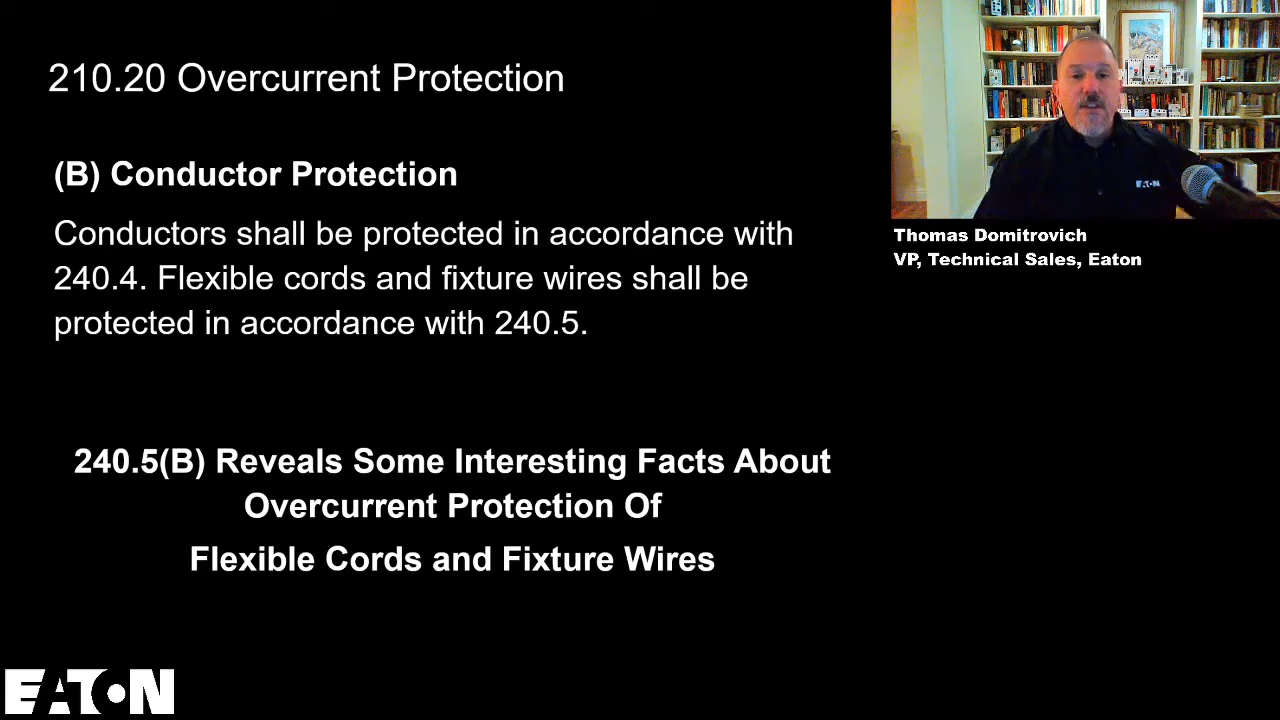 210.20 Overcurrent Protection
(B) Conductor Protection
Conductors shall be protected in accordance with
240.4. Flexible cords and fixture wires shall be
protected in accordance with 240.5.
240.5(B) Reveals Some Interesting Facts About
Overcurrent Protection Of
Flexible Cords and Fixture Wires
EATON
Thomas Domitrovich
VP, Technical Sales, Eaton
EATON